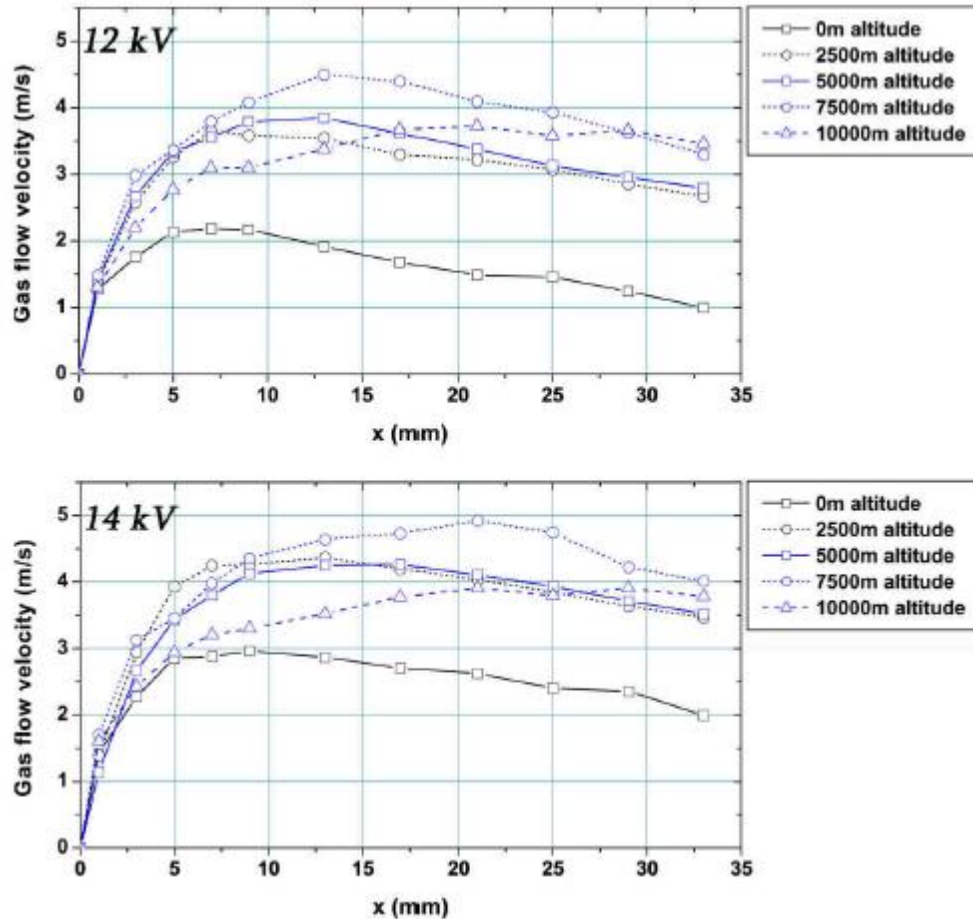 12 kV
Gas flow velocity (m/s)
5
4
3
2
1
0
0 5 10 15 20 25 30 35
x (mm)
0m altitude
2500m altitude
5000m altitude
7500m altitude
10000m altitude
14 kV
Gas flow velocity (m/s)
5
4
3
2
1
0
0 5 10 15 20 25 30 35
x (mm)
0m altitude
2500m altitude
5000m altitude
7500m altitude
10000m altitude